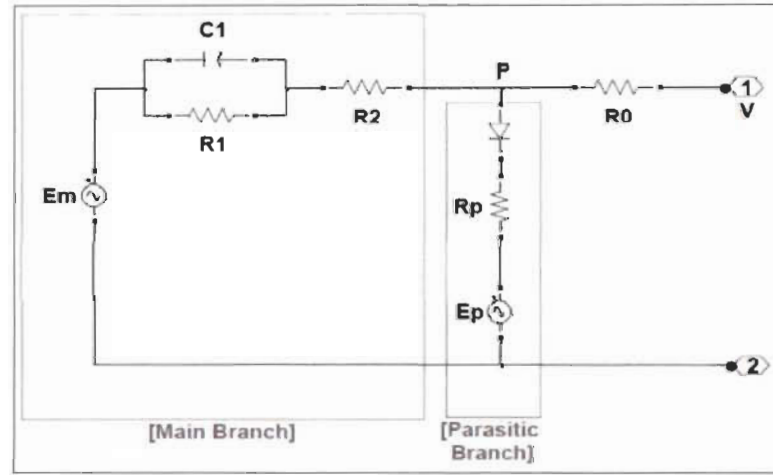 C1
P
1
R2
R0
V
R1
Em
Rp
Ep
2
[Main Branch]
[Parasitic
Branch]